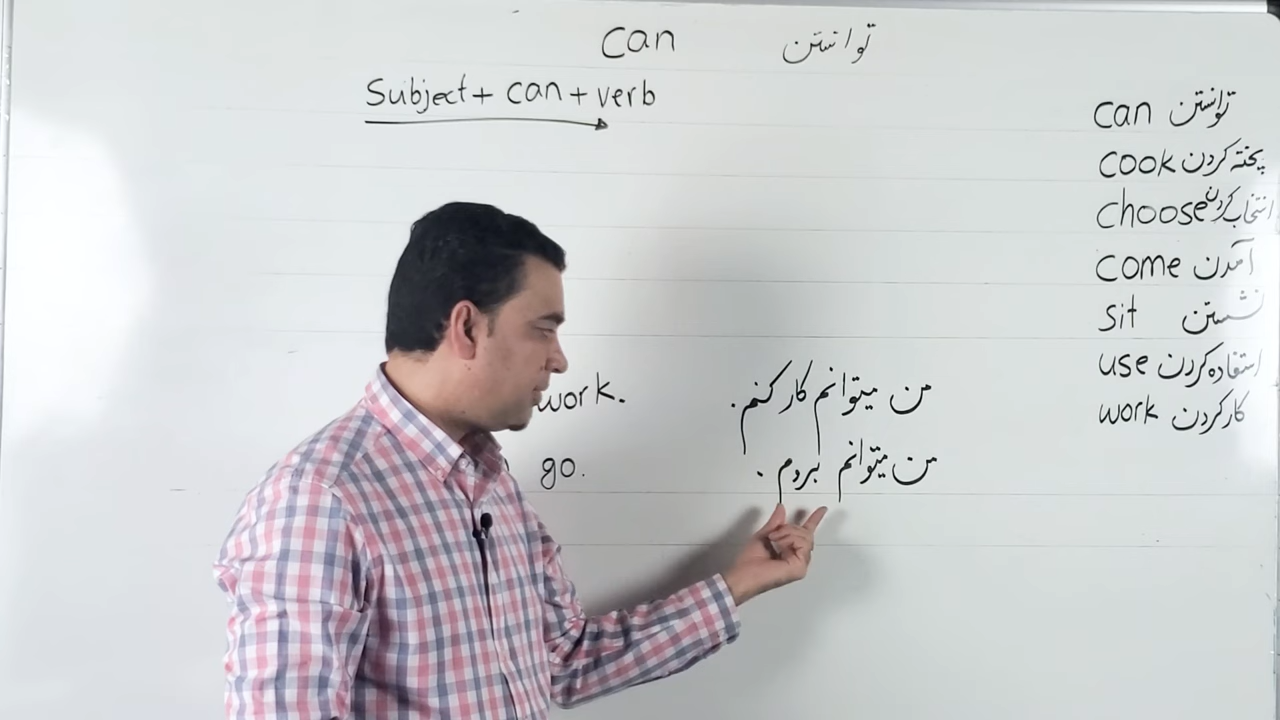 can توانستن
Subject + can + verb
can توانستن
cook پخته کردن
choose انتخاب کردن
come آمدن
sit نشستن
use استفاده کردن
work کار کردن
work. من میتوانم کار کنم.
go. من میتوانم بروم.